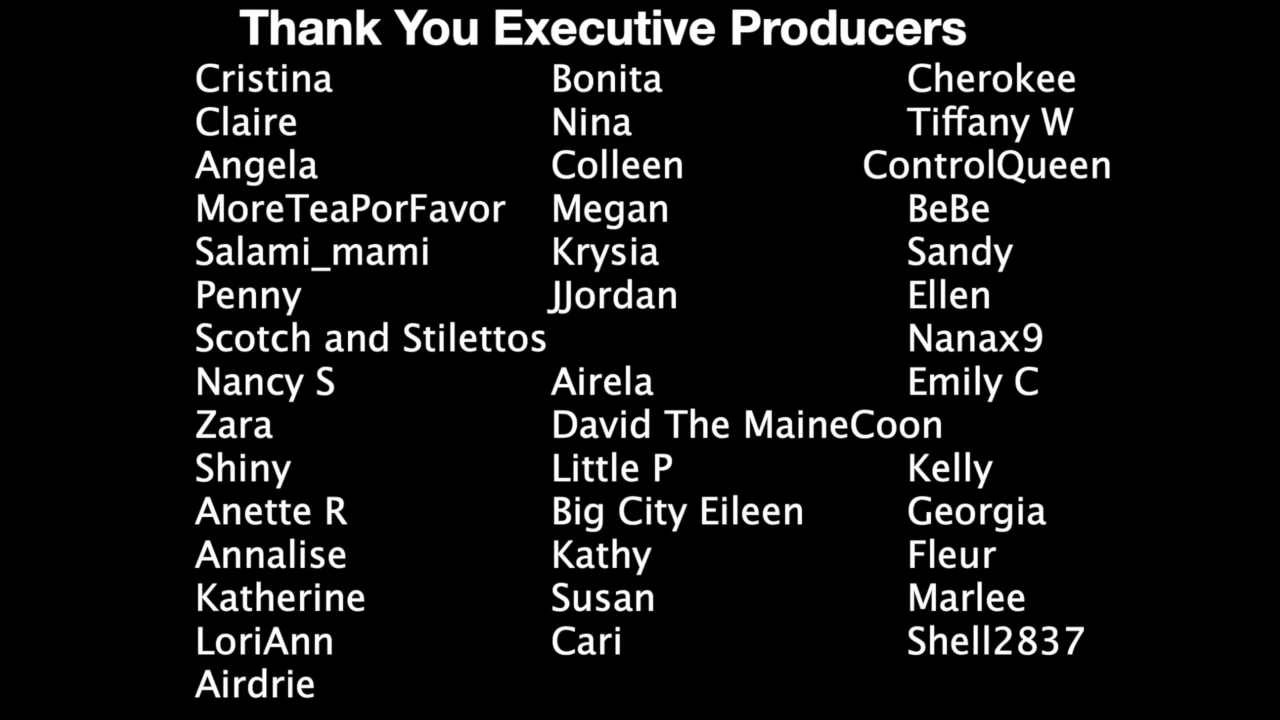 Thank You Executive Producers
Cristina Bonita Cherokee
Claire Nina Tiffany W
Angela Colleen ControlQueen
MoreTeaPorFavor Megan BeBe
Salami_mami Krysia Sandy
Penny JJordan Ellen
Scotch and Stilettos Nanax9
Nancy S Airela Emily C
Zara David The MaineCoon
Shiny Little P Kelly
Anette R Big City Eileen Georgia
Annalise Kathy Fleur
Katherine Susan Marlee
LoriAnn Cari Shell2837
Airdrie